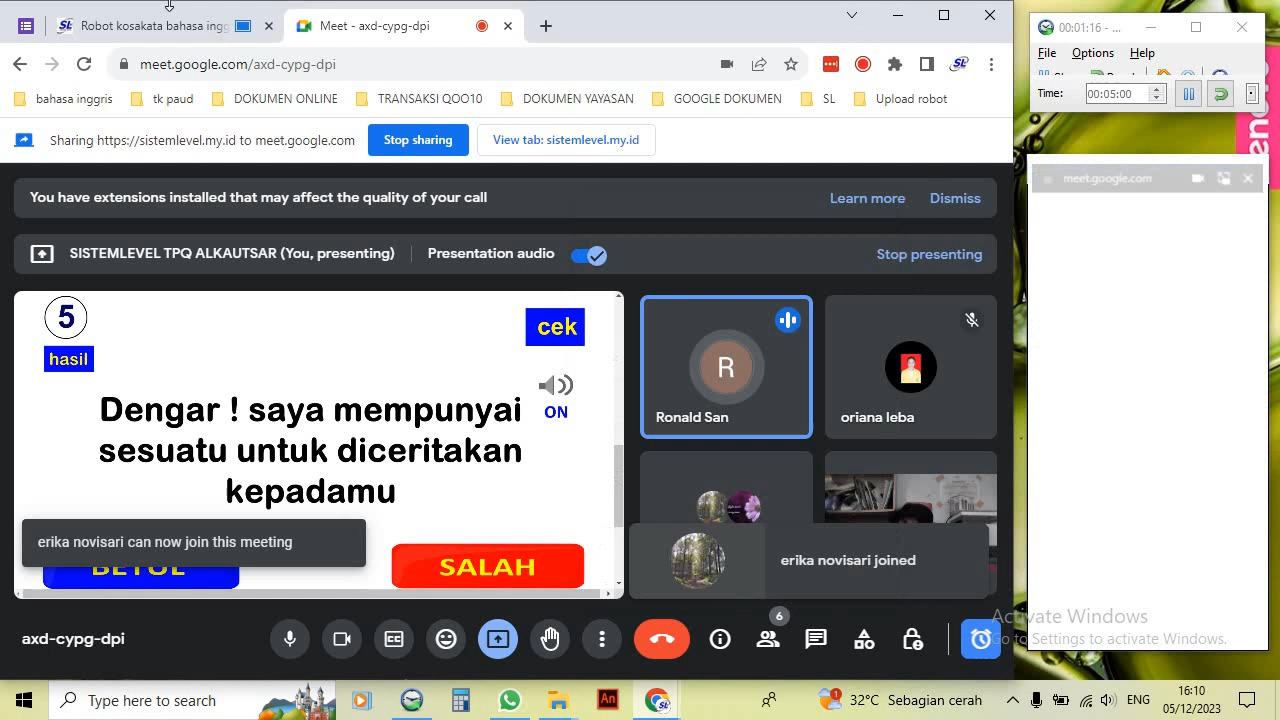 Robot kosakata bahasa ingg
Meet - axd-cypg-dpi
meet.google.com/axd-cypg-dpi
bahasa inggris
tk paud
DOKUMEN ONLINE
TRANSAKSI QCO10
DOKUMEN YAYASAN
GOOGLE DOKUMEN
SL
Upload robot
Sharing https://sistemlevel.my.id to meet.google.com
Stop sharing
View tab: sistemlevel.my.id
You have extensions installed that may affect the quality of your call
Learn more
Dismiss
SISTEMLEVEL TPQ ALKAUTSAR (You, presenting)
Presentation audio
Stop presenting
5
hasil
cek
ON
Dengar ! saya mempunyai
sesuatu untuk diceritakan
kepadamu
BETUL
SALAH
erika novisari can now join this meeting
R
Ronald San
oriana leba
erika novisari joined
axd-cypg-dpi
6
00:01:16 - ...
File
Options
Help
Time:
00:05:00
meet.google.com
Activate Windows
Go to Settings to activate Windows.
Type here to search
An
1
32°C Sebagian cerah
ENG
16:10
05/12/2023